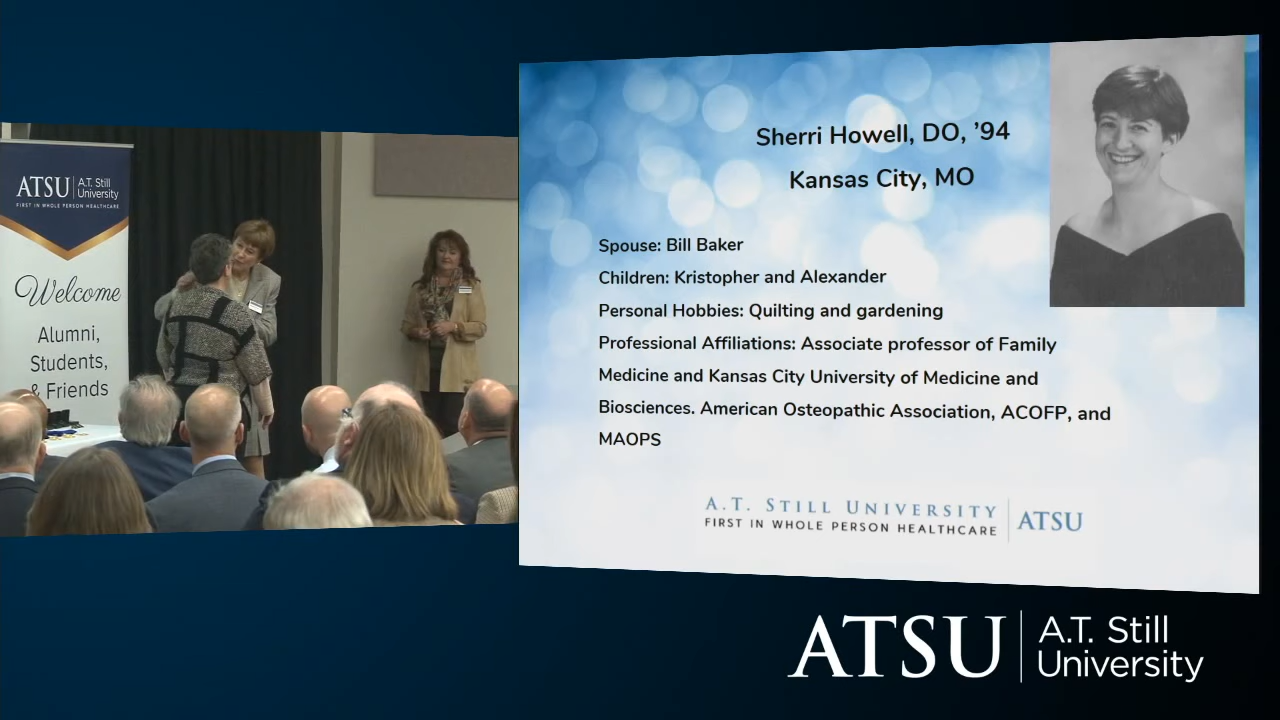 ATSU A.T. Still University
FIRST IN WHOLE PERSON HEALTHCARE
Welcome
Alumni,
Students,
& Friends
Sherri Howell, DO, ’94
Kansas City, MO
Spouse: Bill Baker
Children: Kristopher and Alexander
Personal Hobbies: Quilting and gardening
Professional Affiliations: Associate professor of Family
Medicine and Kansas City University of Medicine and
Biosciences. American Osteopathic Association, ACOFP, and
MAOPS
A.T. STILL UNIVERSITY
FIRST IN WHOLE PERSON HEALTHCARE
ATSU
ATSU A.T. Still
University